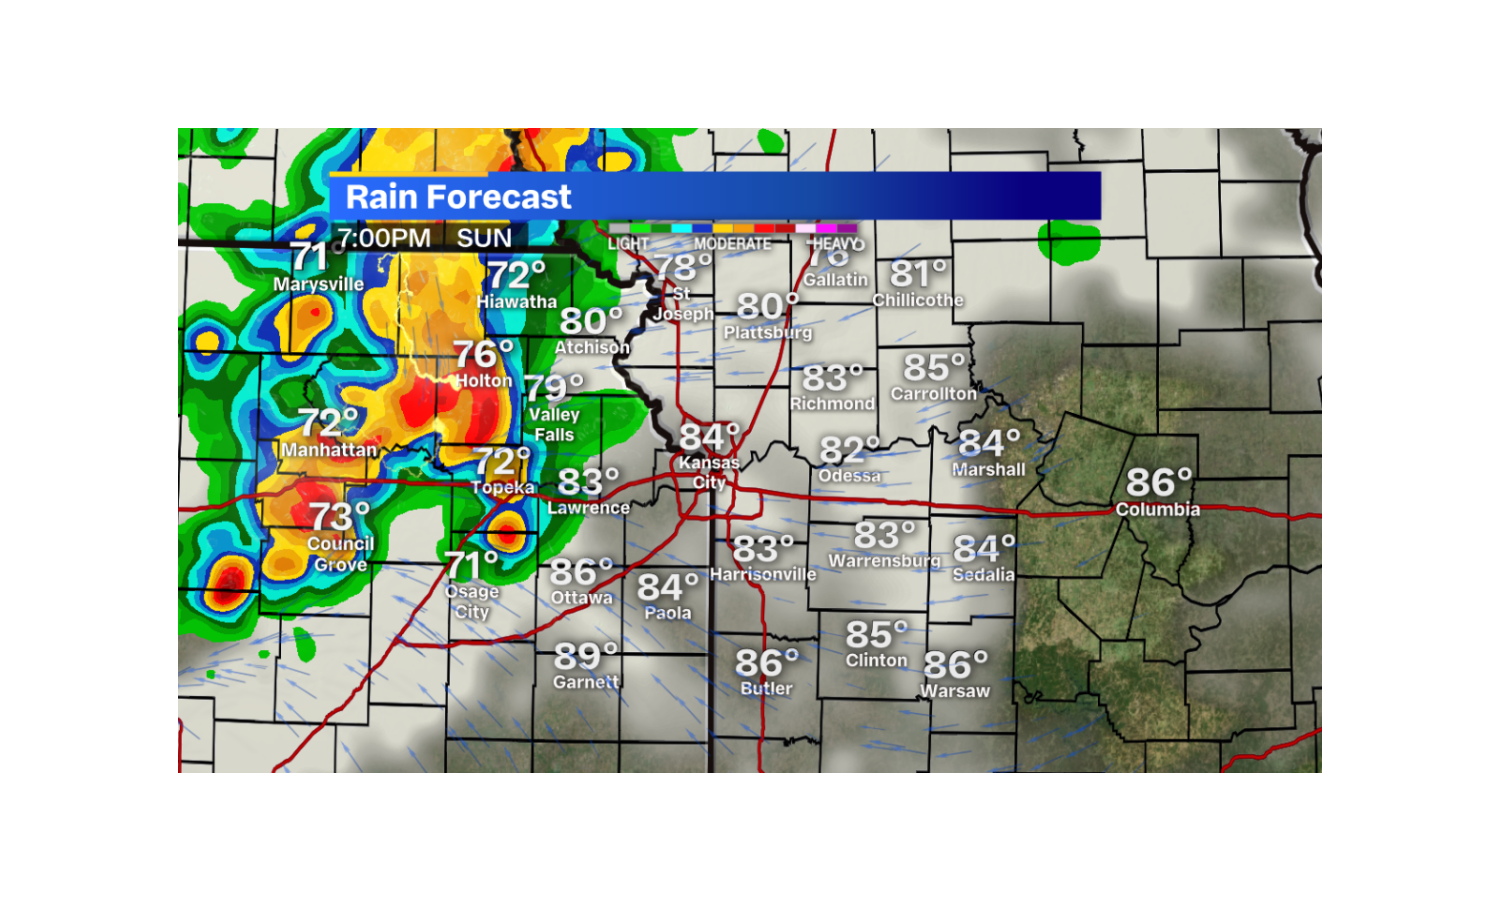 Rain Forecast
7:00PM SUN
LIGHT MODERATE HEAVY
71°
Marysville
72°
Hiawatha
78°
St
Joseph
76°
Gallatin
81°
Chillicothe
80°
Atchison
80°
Plattsburg
76°
Holton
79°
Valley
Falls
83°
Richmond
85°
Carrollton
72°
Manhattan
84°
Kansas
City
82°
Odessa
84°
Marshall
72°
Topeka
83°
Lawrence
86°
Columbia
73°
Council
Grove
71°
Osage
City
86°
Ottawa
84°
Paola
83°
Harrisonville
83°
Warrensburg
84°
Sedalia
89°
Garnett
86°
Butler
85°
Clinton
86°
Warsaw